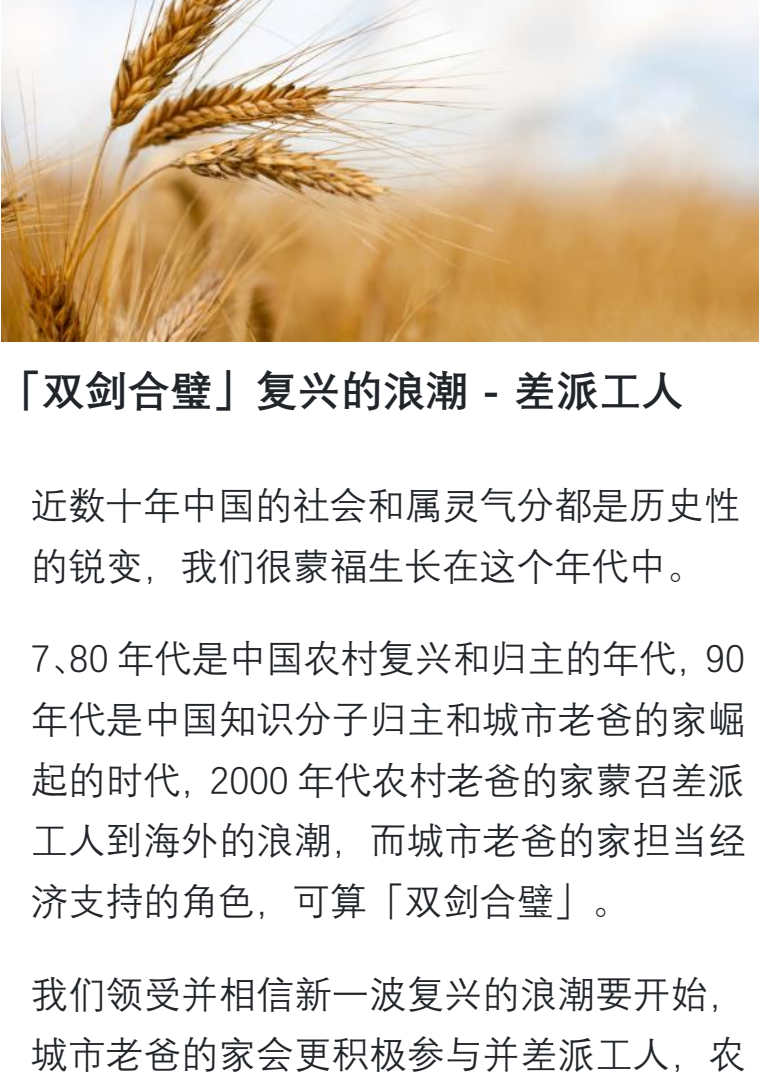 「双剑合璧」复兴的浪潮 - 差派工人
近数十年中国的社会和属灵气分都是历史性
的锐变，我们很蒙福生长在这个年代中。
7、80 年代是中国农村复兴和归主的年代，90
年代是中国知识分子归主和城市老爸的家崛
起的时代，2000 年代农村老爸的家蒙召差派
工人到海外的浪潮，而城市老爸的家担当经
济支持的角色，可算「双剑合璧」。
我们领受并相信新一波复兴的浪潮要开始，
城市老爸的家会更积极参与并差派工人，农